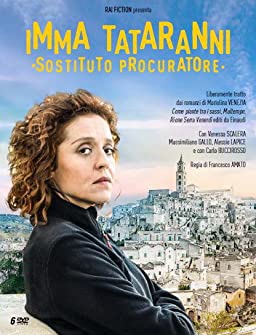 RAI FICTION presenta
IMMA TATARANNI
•SOSTITUTO PROCURATORE•
Liberamente tratto
dai romanzi di Mariolina VENEZIA
Come piante tra i sassi, Maltempo,
Rione Serra Venerdì editi da Einaudi
Con Vanessa SCALERA
Massimiliano GALLO, Alessio LAPICE
e con Carlo BUCCIROSSO
Regia di Francesco AMATO
6 DVD